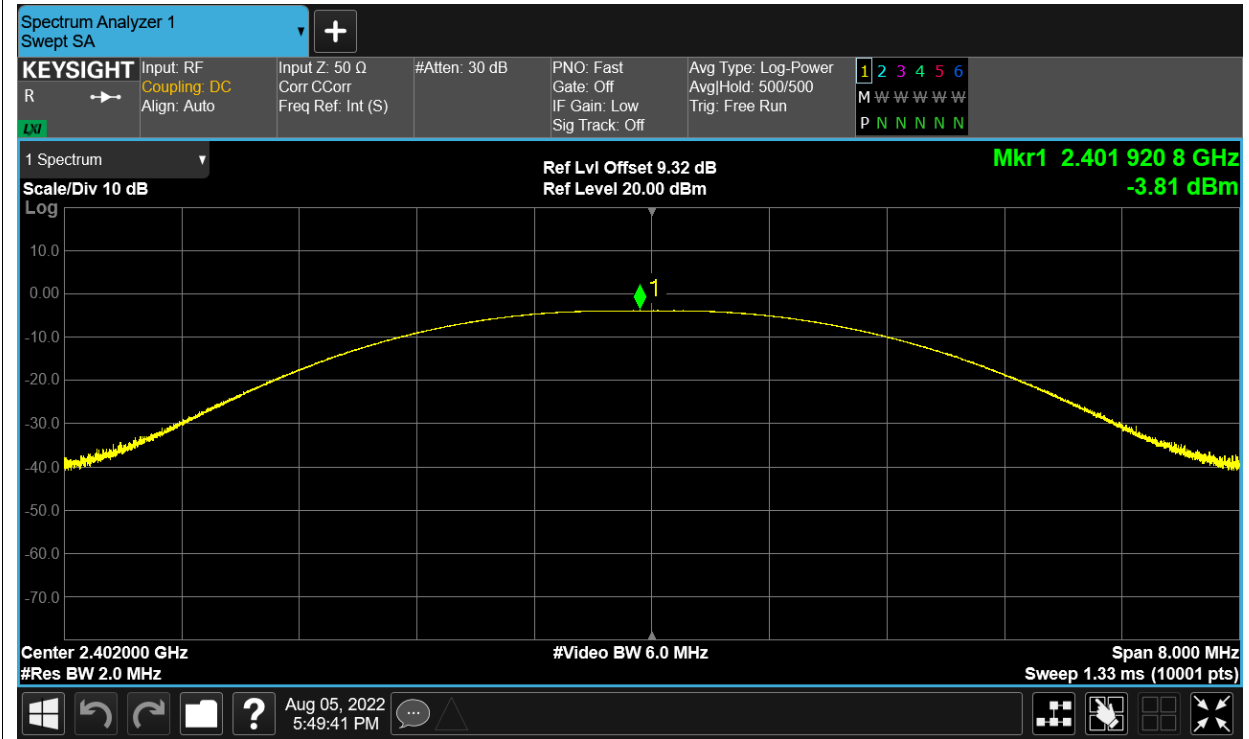 Spectrum Analyzer 1
Swept SA
KEYSIGHT
R
LXI
Input: RF
Coupling: DC
Align: Auto
Input Z: 50 Ω
Corr CCorr
Freq Ref: Int (S)
#Atten: 30 dB
PNO: Fast
Gate: Off
IF Gain: Low
Sig Track: Off
Avg Type: Log-Power
Avg|Hold: 500/500
Trig: Free Run
1 2 3 4 5 6
M W W W W W
P N N N N N
1 Spectrum
Scale/Div 10 dB
Log
Ref Lvl Offset 9.32 dB
Ref Level 20.00 dBm
Mkr1 2.401 920 8 GHz
-3.81 dBm
10.0
0.00
-10.0
-20.0
-30.0
-40.0
-50.0
-60.0
-70.0
1
Center 2.402000 GHz
#Res BW 2.0 MHz
#Video BW 6.0 MHz
Span 8.000 MHz
Sweep 1.33 ms (10001 pts)
?
Aug 05, 2022
5:49:41 PM